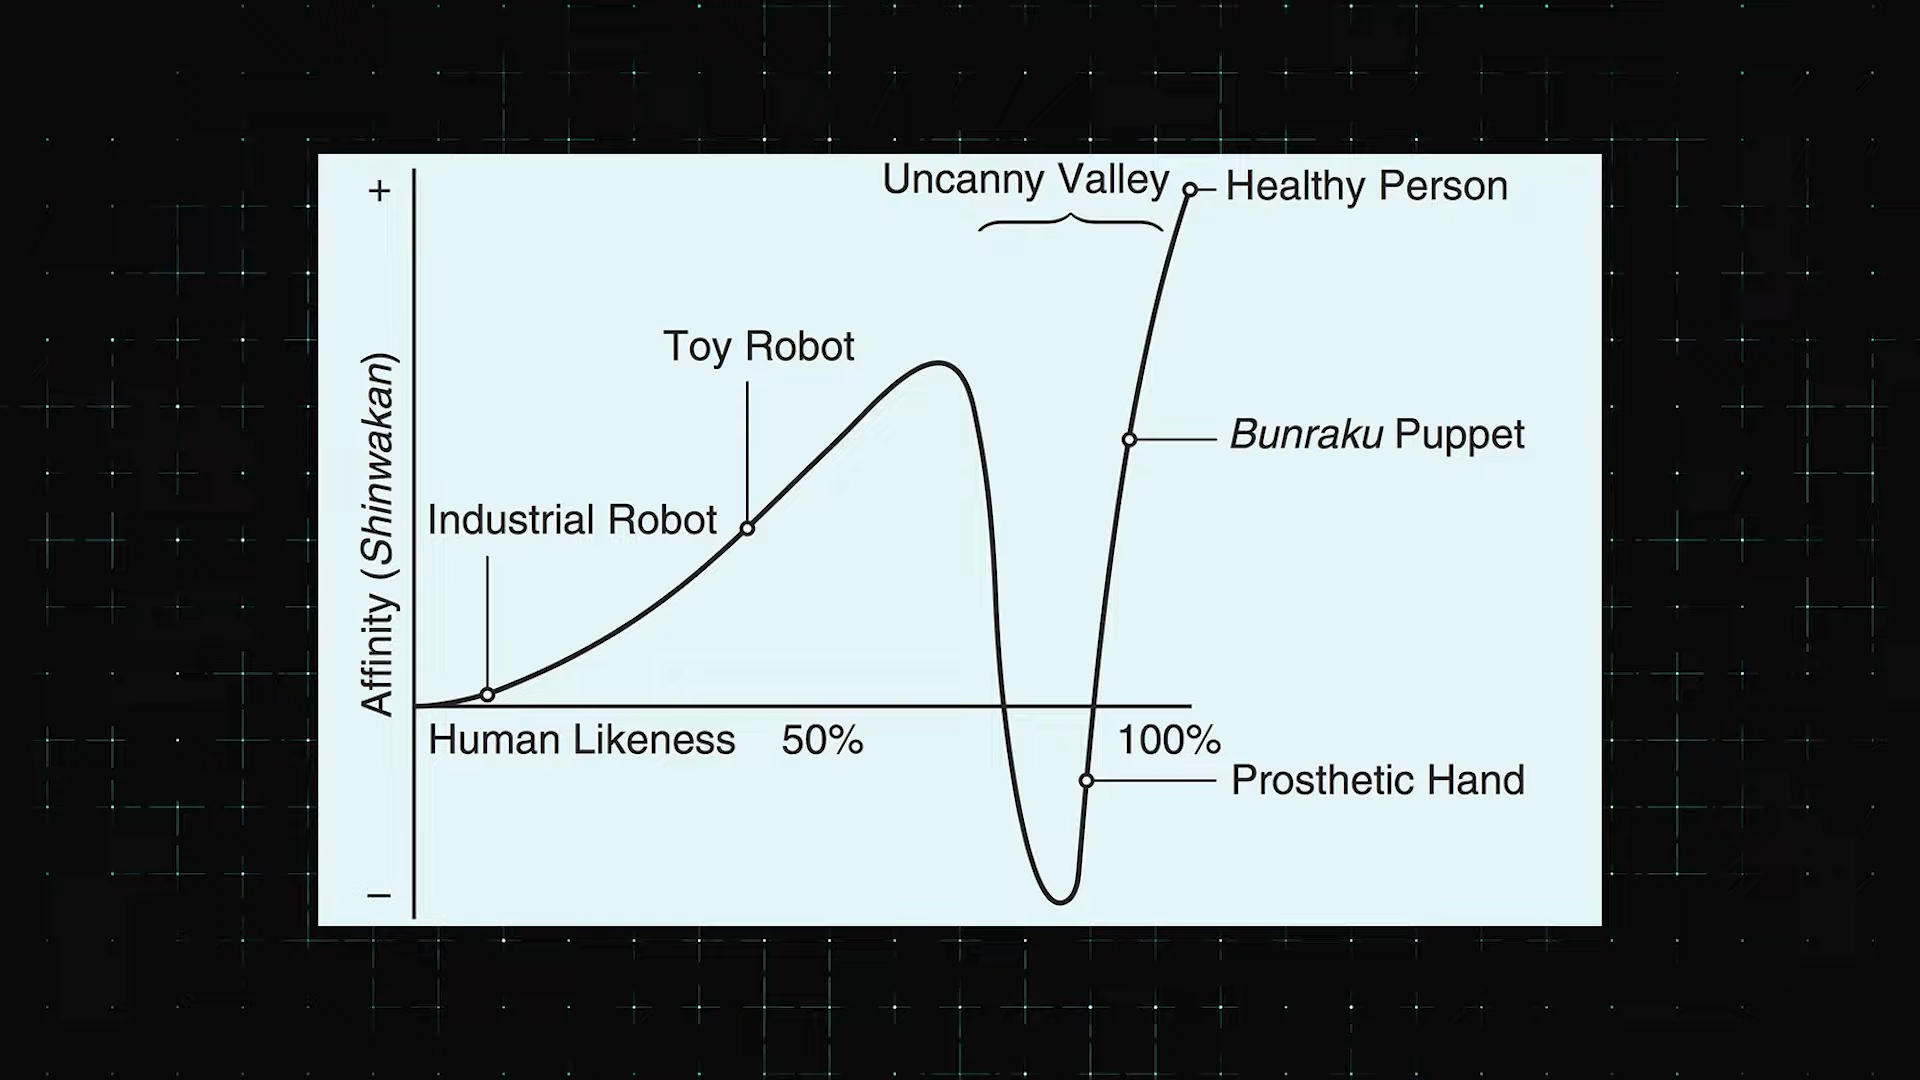 Uncanny Valley
Healthy Person
+
Toy Robot
Bunraku Puppet
Industrial Robot
Affinity (Shinwakan)
Human Likeness
50%
100%
Prosthetic Hand
–